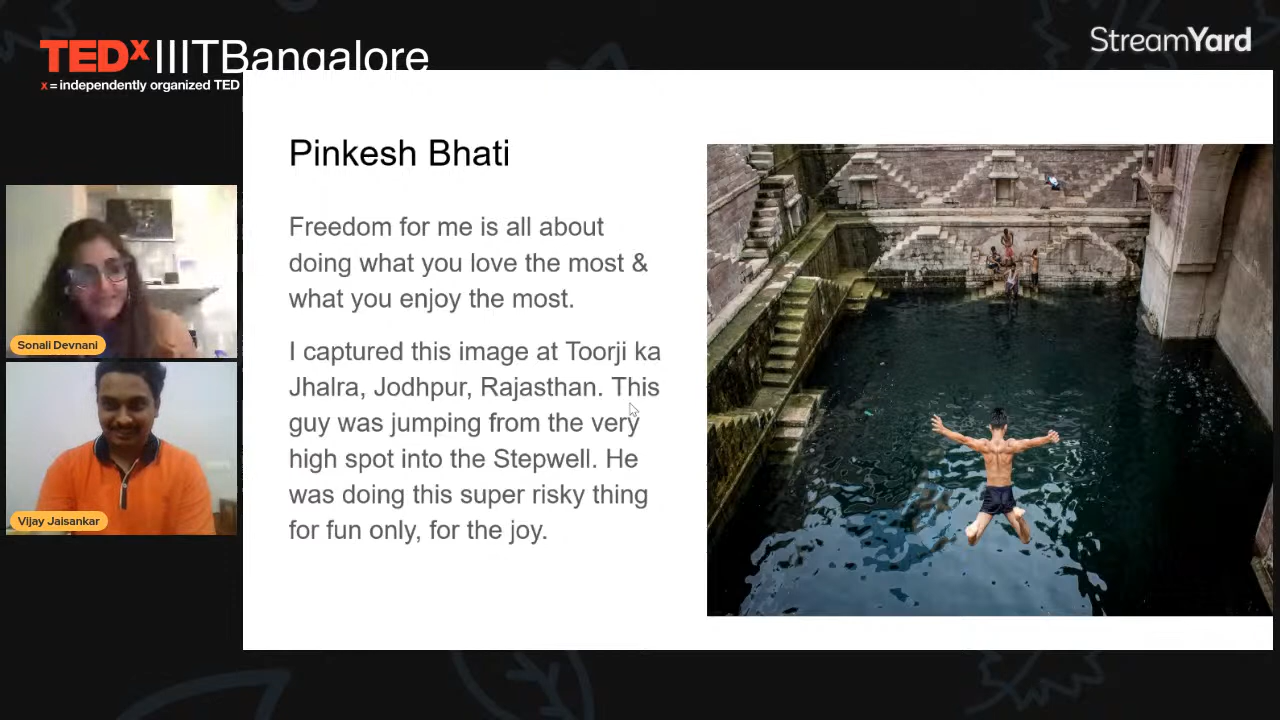 TEDx IIITBangalore
x = independently organized TED
StreamYard
Pinkesh Bhati
Freedom for me is all about
doing what you love the most &
what you enjoy the most.
I captured this image at Toorji ka
Jhalra, Jodhpur, Rajasthan. This
guy was jumping from the very
high spot into the Stepwell. He
was doing this super risky thing
for fun only, for the joy.
Sonali Devnani
Vijay Jaisankar